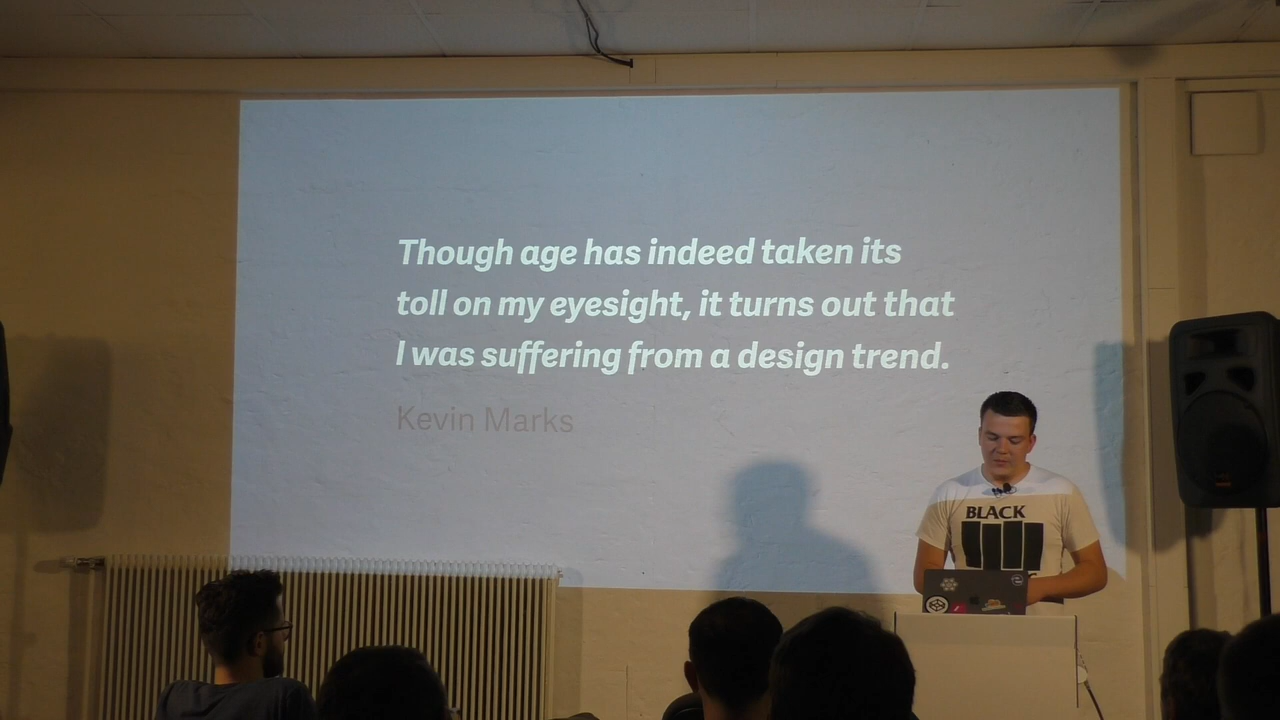 Though age has indeed taken its
toll on my eyesight, it turns out that
I was suffering from a design trend.
Kevin Marks
BLACK